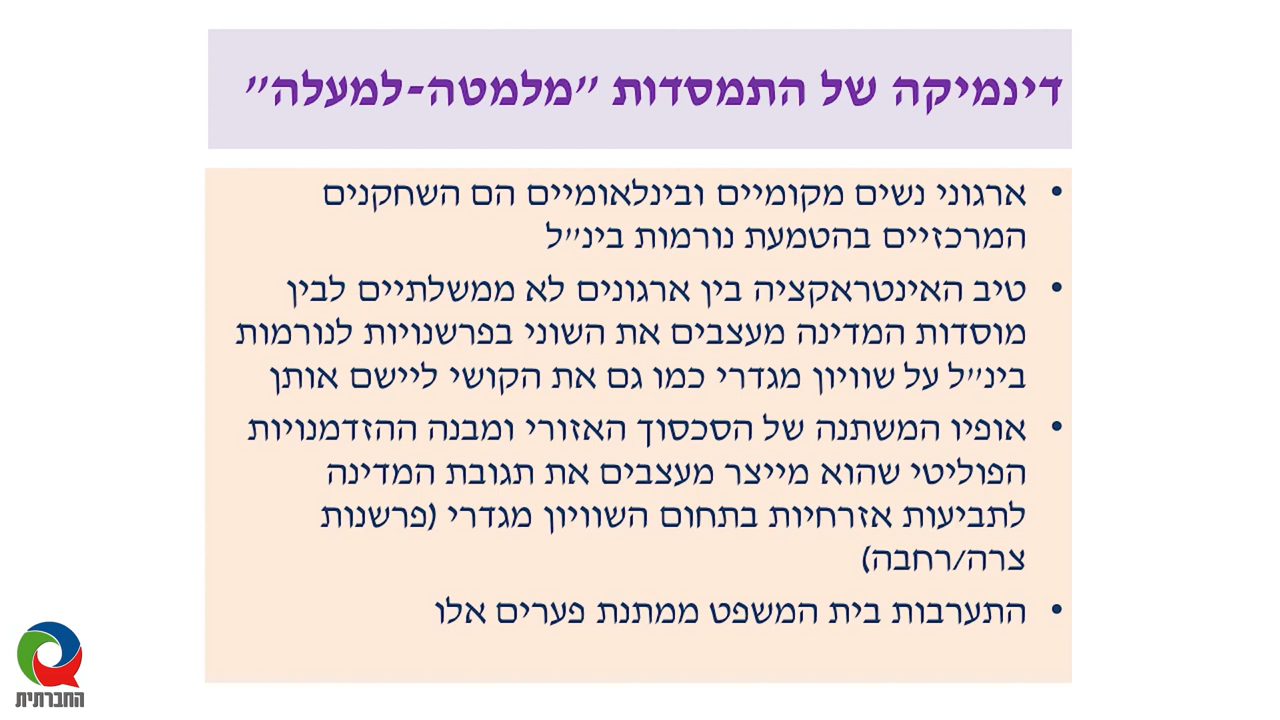 דינמיקה של התמסדות "מלמטה-למעלה"
• ארגוני נשים מקומיים ובינלאומיים הם השחקנים
המרכזיים בהטמעת נורמות בינ"ל
• טיב האינטראקציה בין ארגונים לא ממשלתיים לבין
מוסדות המדינה מעצבים את השוני בפרשנויות לנורמות
בינ"ל על שוויון מגדרי כמו גם את הקושי ליישם אותן
• אופיו המשתנה של הסכסוך האזורי ומבנה ההזדמנויות
הפוליטי שהוא מייצר מעצבים את תגובת המדינה
לתביעות אזרחיות בתחום השוויון מגדרי (פרשנות
צרה/רחבה)
• התערבות בית המשפט ממתנת פערים אלו
החברתית